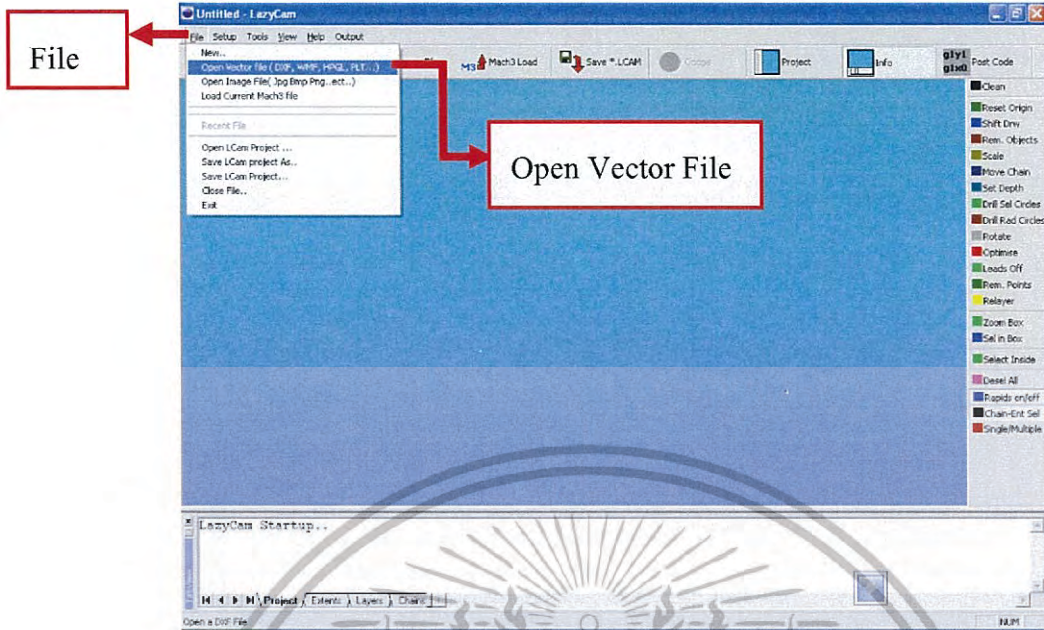 Untitled - LazyCam
File
File Setup Tools View Help Output
New..
Open Vector file ( DXF, WMF, HPGL, PLT...)
Open Image File( Jpg Bmp Png..ect..)
Load Current Mach3 file
Recent File
Open LCam Project ...
Save LCam project As..
Save LCam Project...
Close File..
Exit
M3 Mach3 Load
Save *.LCAM
Project
Info
Post Code
Open Vector File
Clean
Reset Origin
Shift Drw
Rem. Objects
Scale
Move Chain
Set Depth
Drill Sel Circles
Drill Rad Circles
Rotate
Optimise
Leads Off
Rem. Points
Relayer
Zoom Box
Sel in Box
Select Inside
Desel All
Rapids on/off
Chain-Ent Sel
Single/Multiple
LazyCam Startup..
Project Extents Layers Chains
Open a DXF File
NUM